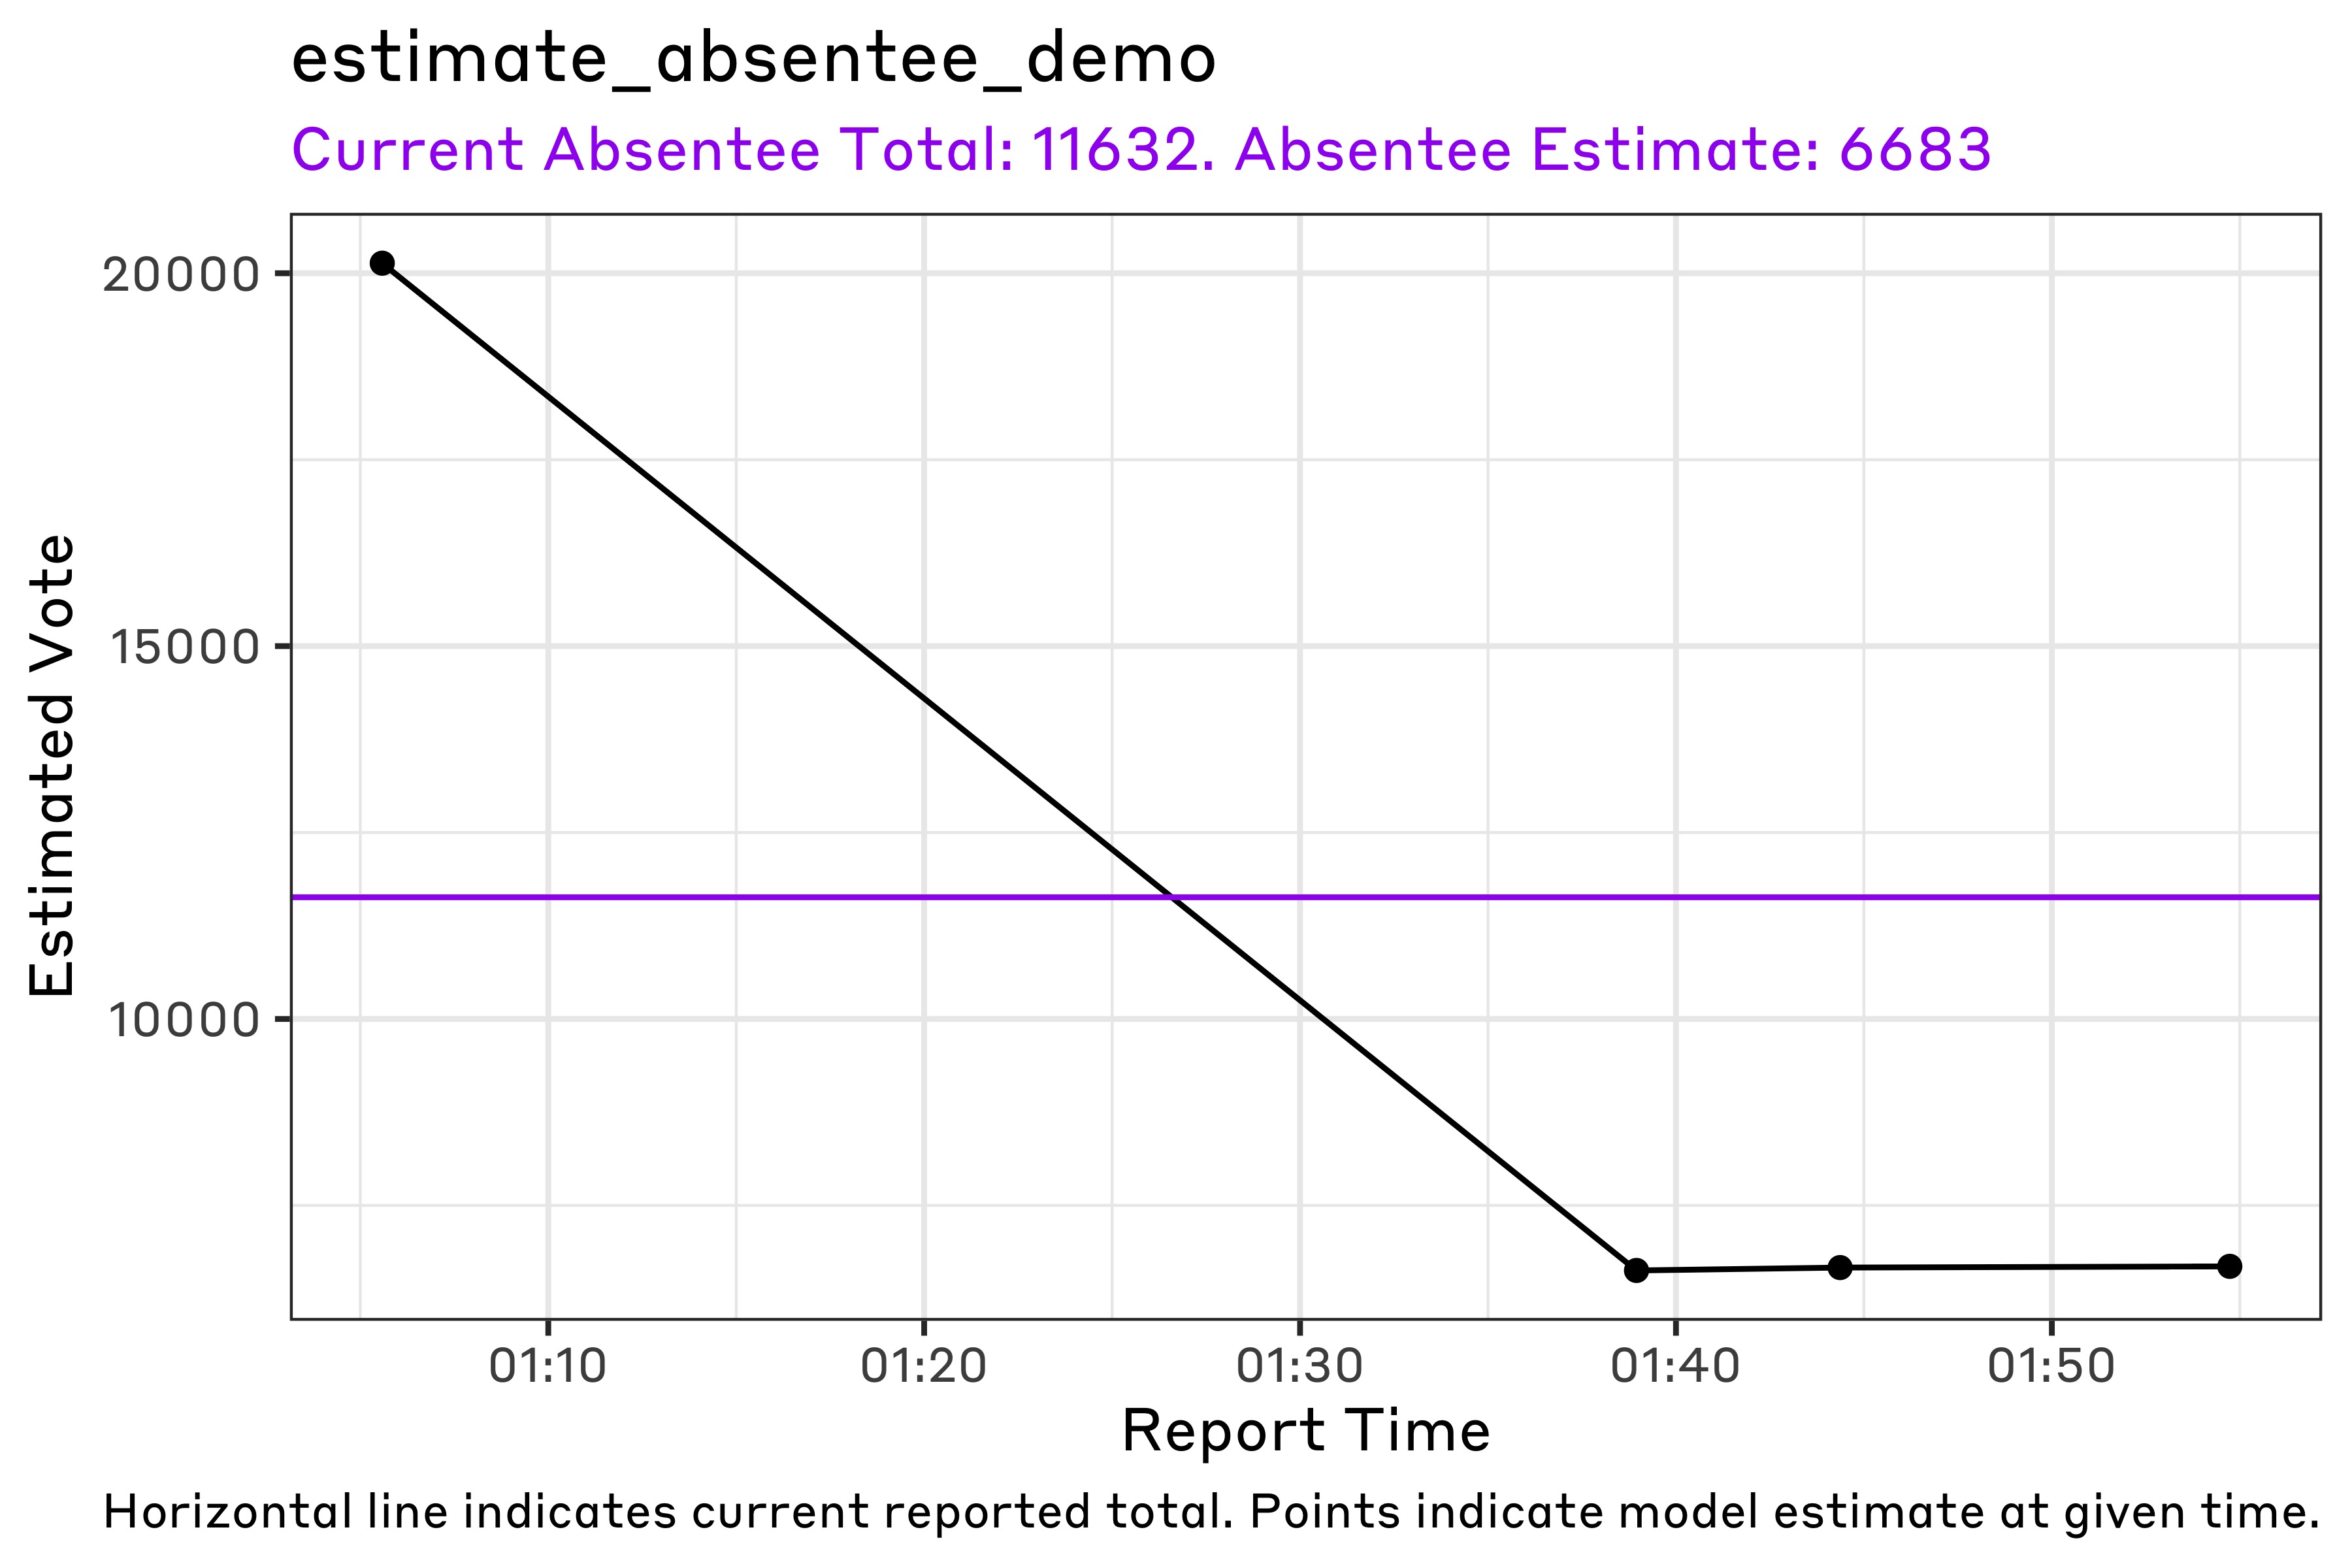 estimate_absentee_demo
Current Absentee Total: 11632. Absentee Estimate: 6683
20000
15000
10000
Estimated Vote
01:10 01:20 01:30 01:40 01:50
Report Time
Horizontal line indicates current reported total. Points indicate model estimate at given time.